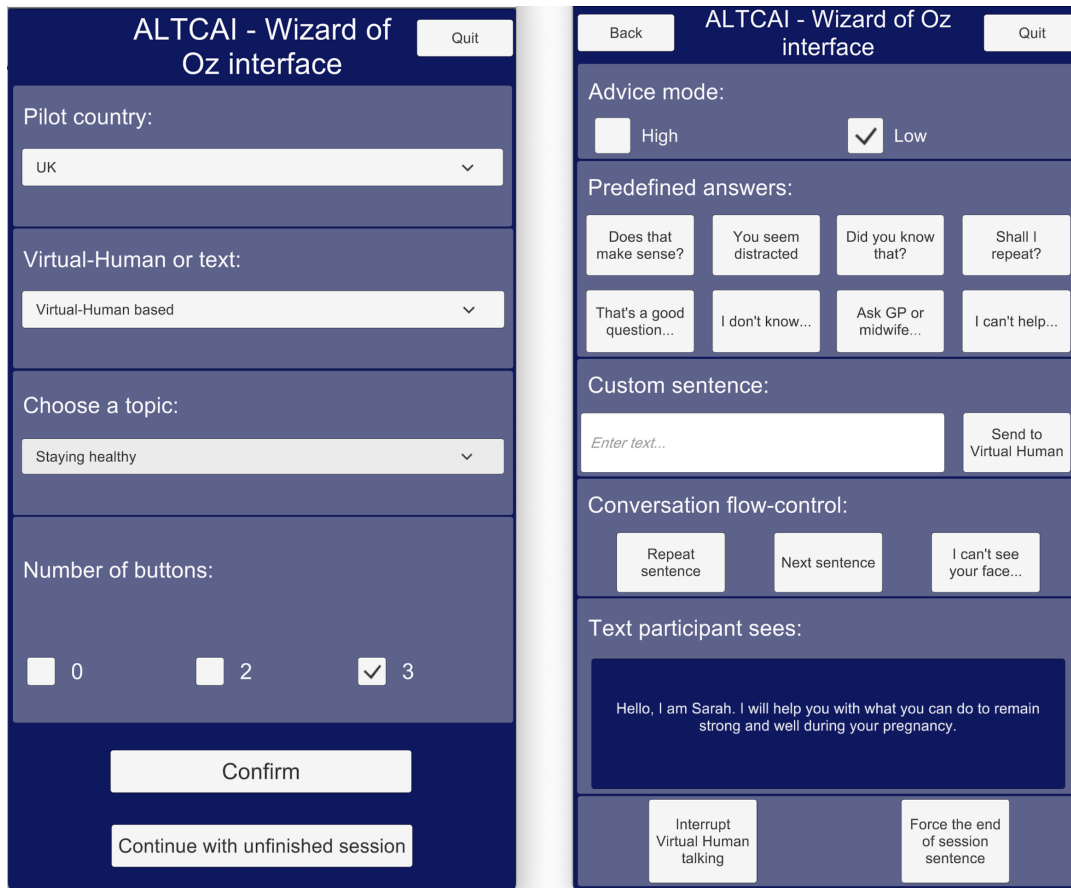 ALTCAI - Wizard of
Oz interface
Quit
Pilot country:
UK
Virtual-Human or text:
Virtual-Human based
Choose a topic:
Staying healthy
Number of buttons:
0
2
3
Confirm
Continue with unfinished session
Back
ALTCAI - Wizard of Oz
interface
Quit
Advice mode:
High
Low
Predefined answers:
Does that
make sense?
You seem
distracted
Did you know
that?
Shall I
repeat?
That's a good
question...
I don't know...
Ask GP or
midwife...
I can't help...
Custom sentence:
Enter text...
Send to
Virtual Human
Conversation flow-control:
Repeat
sentence
Next sentence
I can't see
your face...
Text participant sees:
Hello, I am Sarah. I will help you with what you can do to remain
strong and well during your pregnancy.
Interrupt
Virtual Human
talking
Force the end
of session
sentence